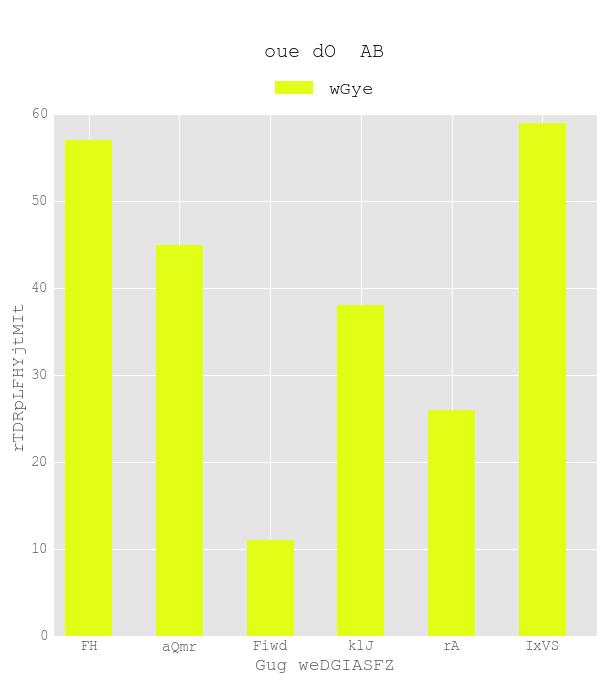 oue dO  AB
wGye
60
50
40
30
20
10
0
rTDRpLFHYjtMIt
FH aQmr Fiwd klJ rA IxVS
Gug weDGIASFZ